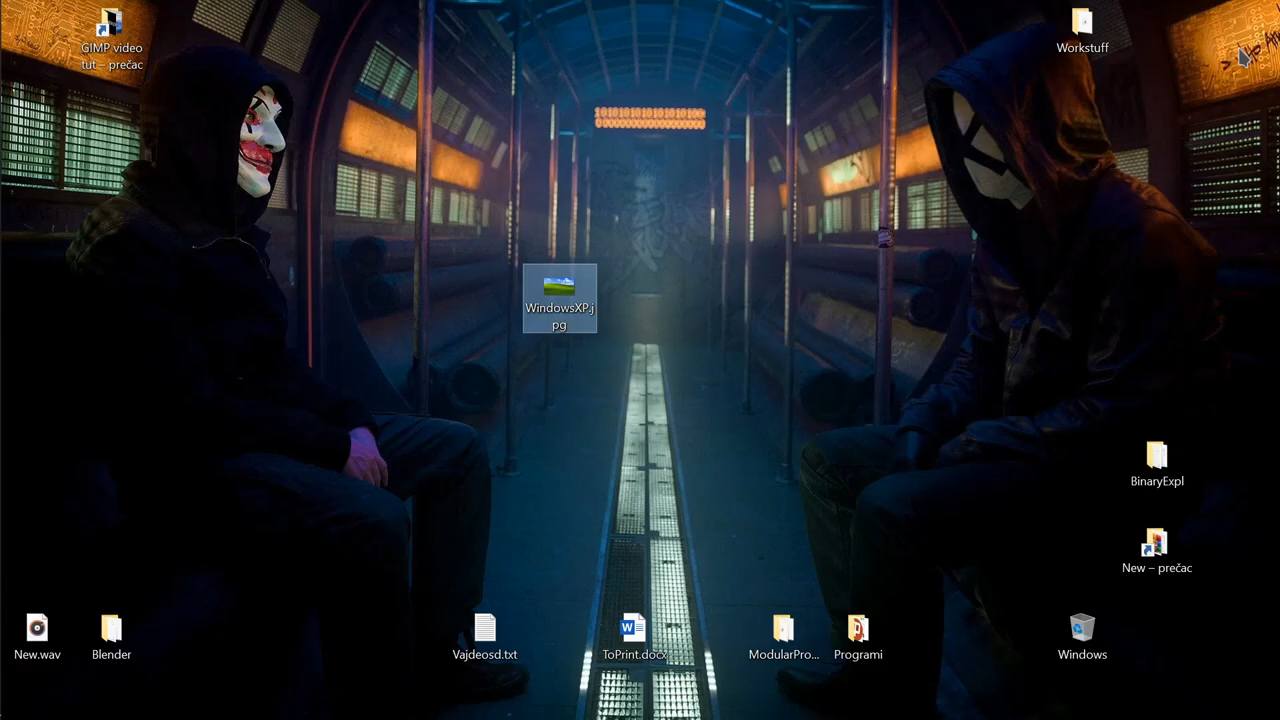 GIMP video
tut – prečac
Workstuff
1010101010101010100
WindowsXP.j
pg
BinaryExpl
New – prečac
New.wav
Blender
Vajdeosd.txt
ToPrint.docx
ModularPro...
Programi
Windows